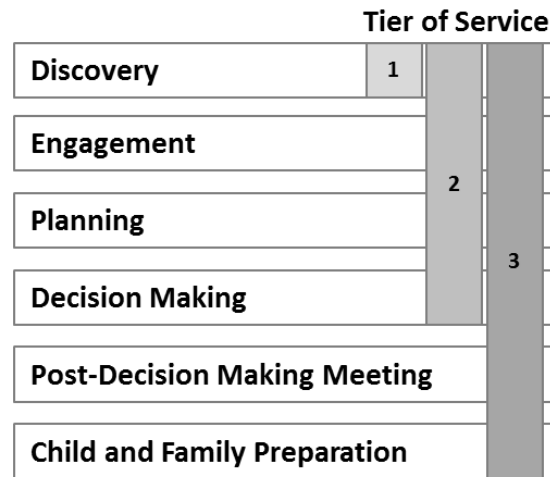 Tier of Service
Discovery
1
Engagement
2
Planning
3
Decision Making
Post-Decision Making Meeting
Child and Family Preparation